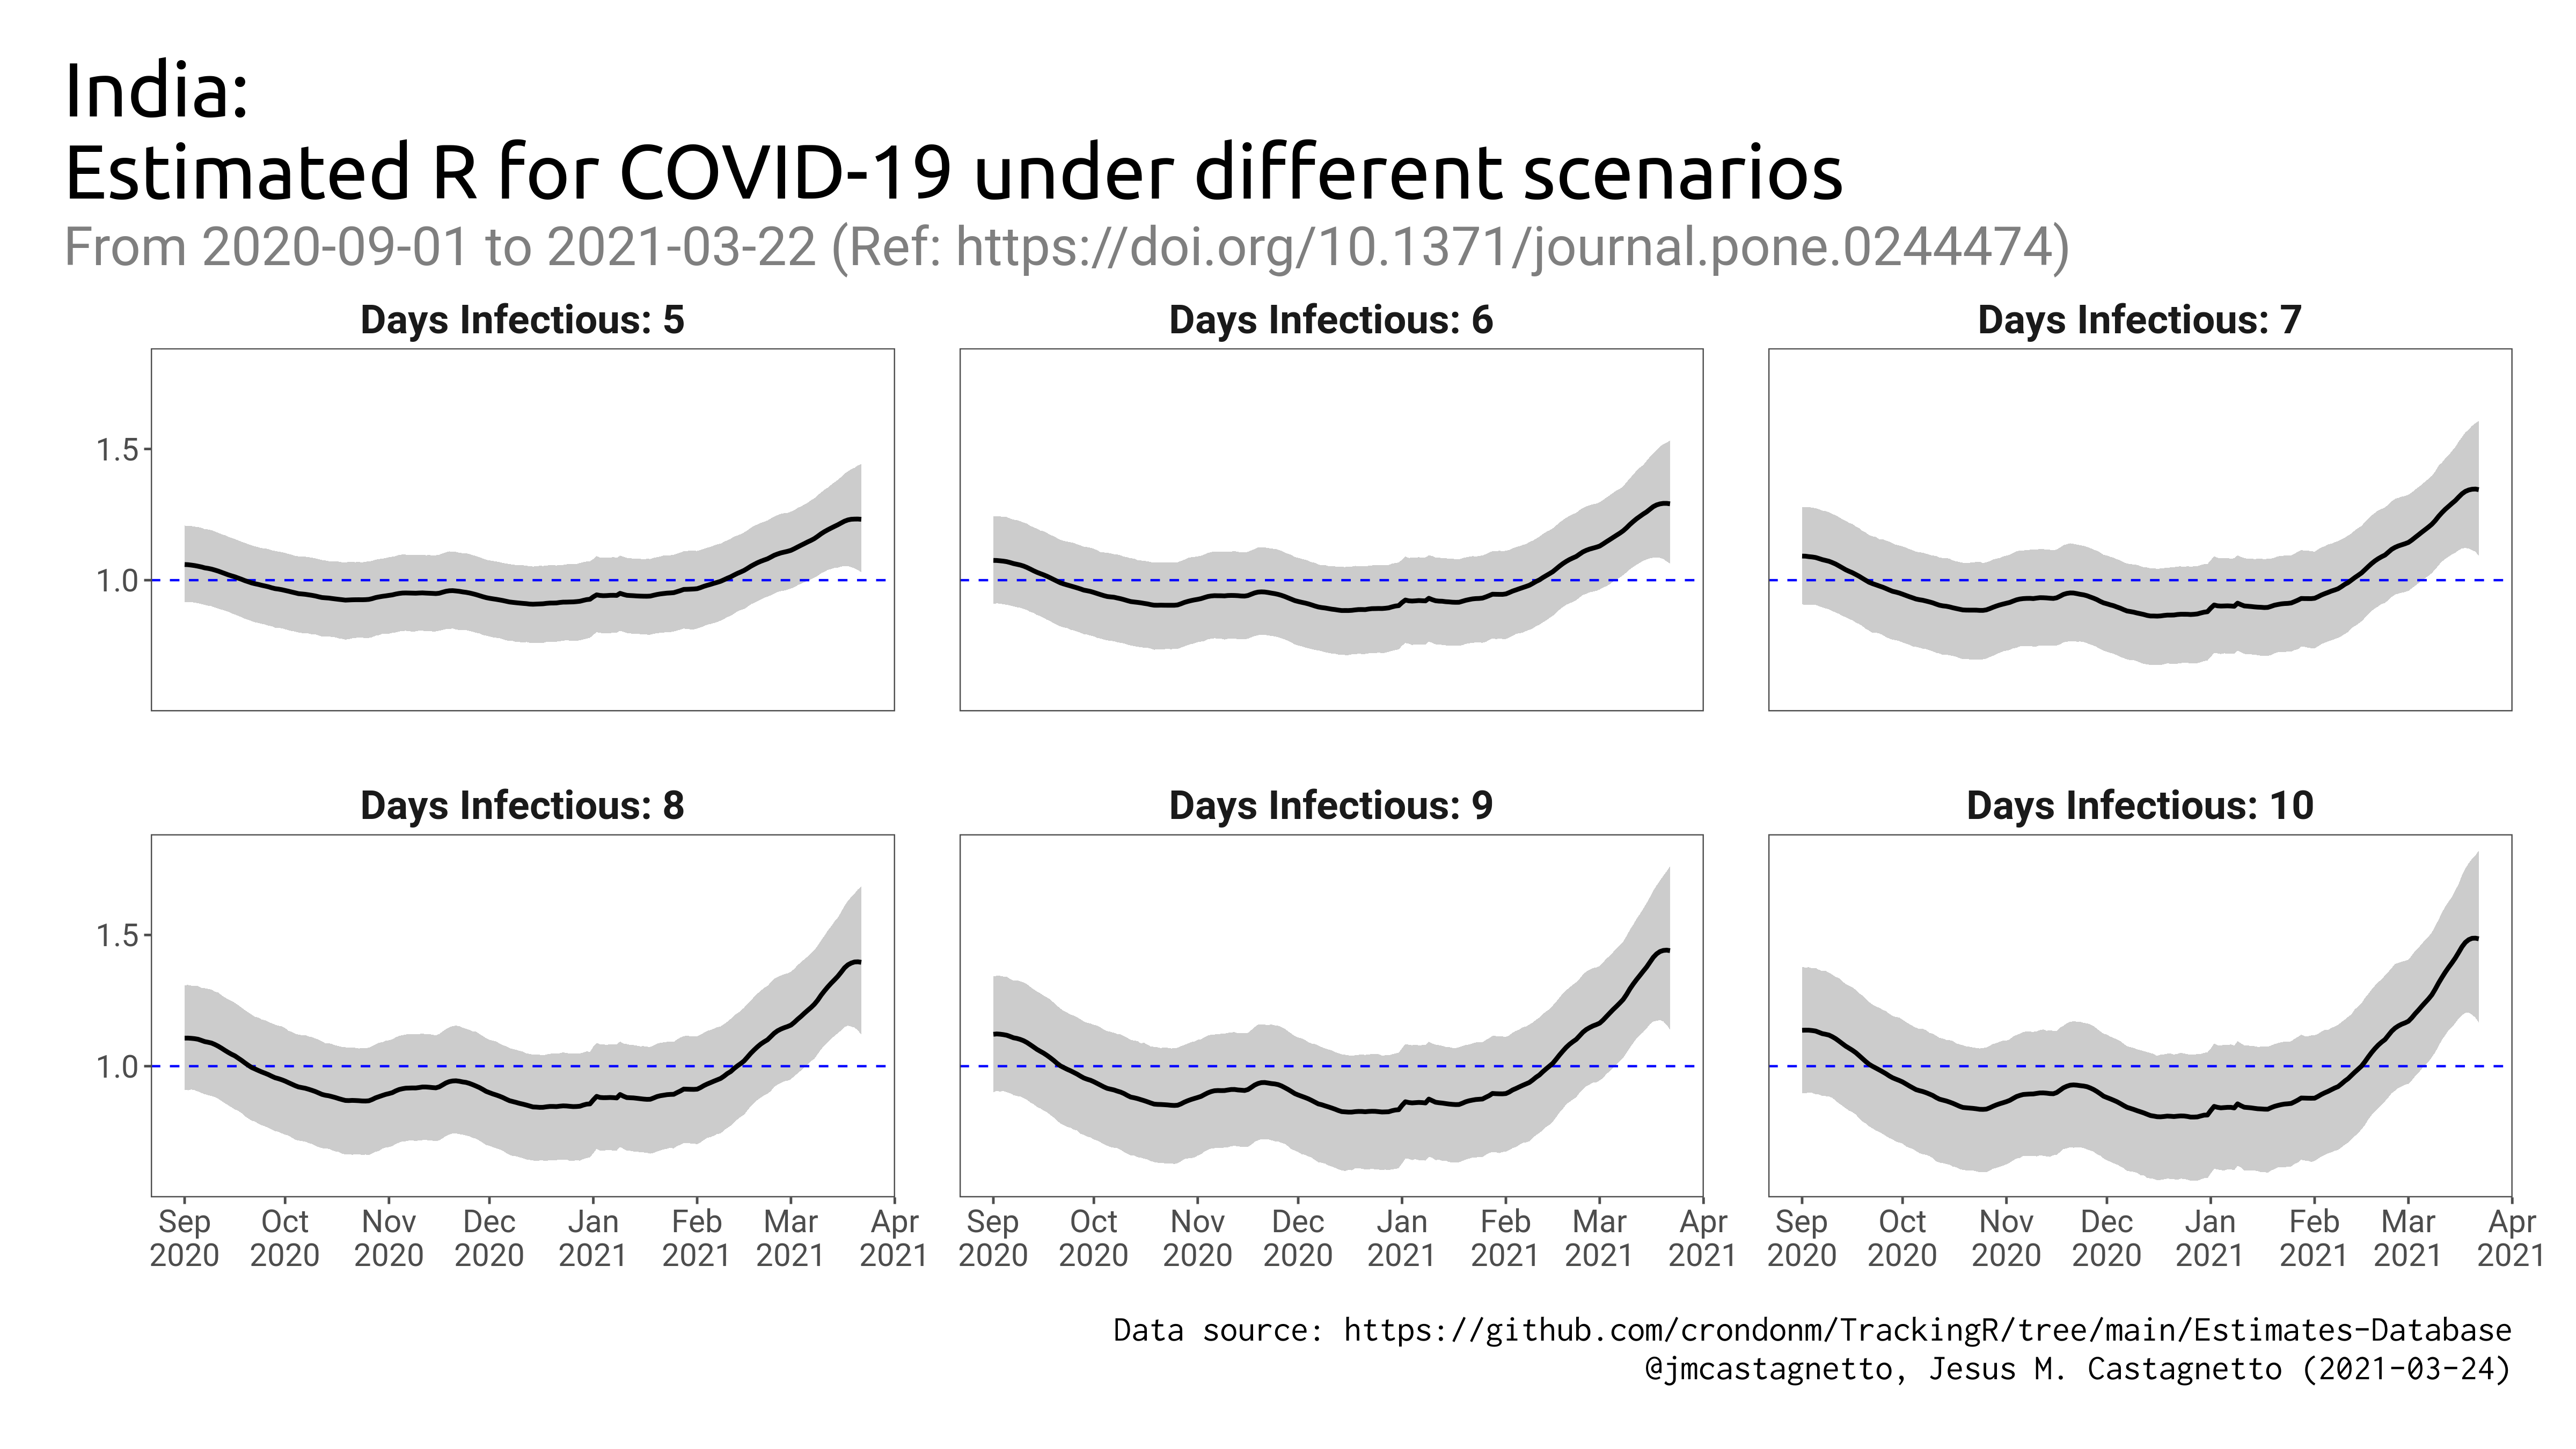 India:
Estimated R for COVID-19 under different scenarios
From 2020-09-01 to 2021-03-22 (Ref: https://doi.org/10.1371/journal.pone.0244474)
Days Infectious: 5
Days Infectious: 6
Days Infectious: 7
1.5
1.0
Days Infectious: 8
Days Infectious: 9
Days Infectious: 10
1.5
1.0
Sep Oct Nov Dec Jan Feb Mar Apr
2020 2020 2020 2020 2021 2021 2021 2021
Sep Oct Nov Dec Jan Feb Mar Apr
2020 2020 2020 2020 2021 2021 2021 2021
Sep Oct Nov Dec Jan Feb Mar Apr
2020 2020 2020 2020 2021 2021 2021 2021
Data source: https://github.com/crondonm/TrackingR/tree/main/Estimates-Database
@jmcastagnetto, Jesus M. Castagnetto (2021-03-24)